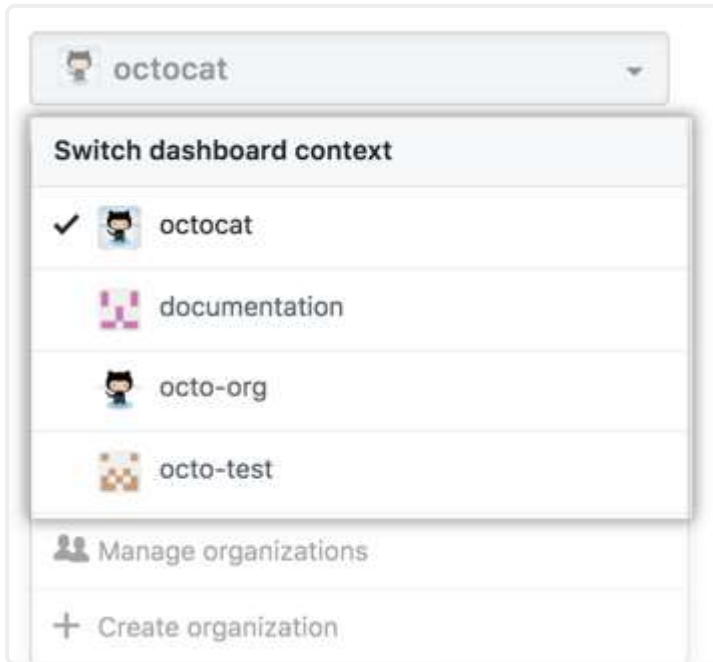 octocat
Switch dashboard context
octocat
documentation
octo-org
octo-test
Manage organizations
Create organization